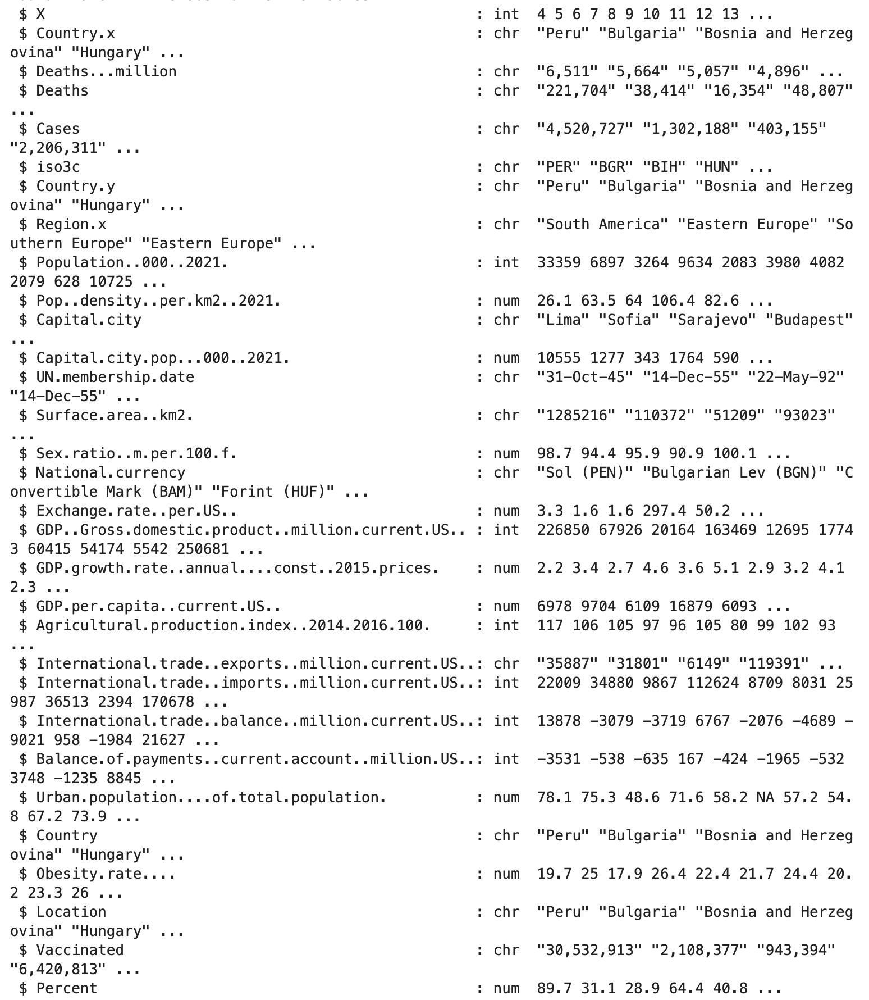 $ X : int 4 5 6 7 8 9 10 11 12 13 ...
$ Country.x : chr "Peru" "Bulgaria" "Bosnia and Herzeg
ovina" "Hungary" ...
$ Deaths...million : chr "6,511" "5,664" "5,057" "4,896" ...
$ Deaths : chr "221,704" "38,414" "16,354" "48,807"
...
$ Cases : chr "4,520,727" "1,302,188" "403,155"
"2,206,311" ...
$ iso3c : chr "PER" "BGR" "BIH" "HUN" ...
$ Country.y : chr "Peru" "Bulgaria" "Bosnia and Herzeg
ovina" "Hungary" ...
$ Region.x : chr "South America" "Eastern Europe" "So
uthern Europe" "Eastern Europe" ...
$ Population..000..2021. : int 33359 6897 3264 9634 2083 3980 4082
2079 628 10725 ...
$ Pop..density..per.km2..2021. : num 26.1 63.5 64 106.4 82.6 ...
$ Capital.city : chr "Lima" "Sofia" "Sarajevo" "Budapest"
...
$ Capital.city.pop...000..2021. : num 10555 1277 343 1764 590 ...
$ UN.membership.date : chr "31-Oct-45" "14-Dec-55" "22-May-92"
"14-Dec-55" ...
$ Surface.area..km2. : chr "1285216" "110372" "51209" "93023"
...
$ Sex.ratio..m.per.100.f. : num 98.7 94.4 95.9 90.9 100.1 ...
$ National.currency : chr "Sol (PEN)" "Bulgarian Lev (BGN)" "C
onvertible Mark (BAM)" "Forint (HUF)" ...
$ Exchange.rate..per.US.. : num 3.3 1.6 1.6 297.4 50.2 ...
$ GDP..Gross.domestic.product..million.current.US.. : int 226850 67926 20164 163469 12695 1774
3 60415 54174 5542 250681 ...
$ GDP.growth.rate..annual....const..2015.prices. : num 2.2 3.4 2.7 4.6 3.6 5.1 2.9 3.2 4.1
2.3 ...
$ GDP.per.capita..current.US.. : num 6978 9704 6109 16879 6093 ...
$ Agricultural.production.index..2014.2016.100. : int 117 106 105 97 96 105 80 99 102 93
...
$ International.trade..exports..million.current.US..: chr "35887" "31801" "6149" "119391" ...
$ International.trade..imports..million.current.US..: int 22009 34880 9867 112624 8709 8031 25
987 36513 2394 170678 ...
$ International.trade..balance..million.current.US..: int 13878 -3079 -3719 6767 -2076 -4689 -
9021 958 -1984 21627 ...
$ Balance.of.payments..current.account..million.US..: int -3531 -538 -635 167 -424 -1965 -532
3748 -1235 8845 ...
$ Urban.population....of.total.population. : num 78.1 75.3 48.6 71.6 58.2 NA 57.2 54.
8 67.2 73.9 ...
$ Country : chr "Peru" "Bulgaria" "Bosnia and Herzeg
ovina" "Hungary" ...
$ Obesity.rate.... : num 19.7 25 17.9 26.4 22.4 21.7 24.4 20.
2 23.3 26 ...
$ Location : chr "Peru" "Bulgaria" "Bosnia and Herzeg
ovina" "Hungary" ...
$ Vaccinated : chr "30,532,913" "2,108,377" "943,394"
"6,420,813" ...
$ Percent : num 89.7 31.1 28.9 64.4 40.8 ...